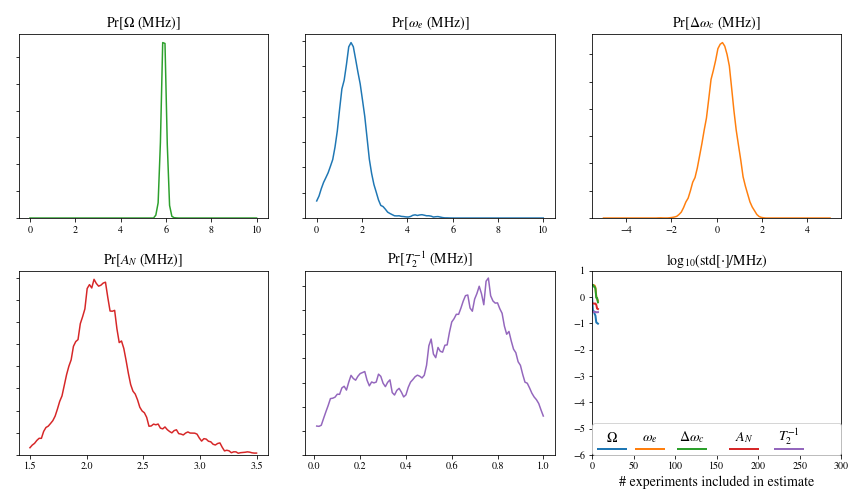 Pr[Ω (MHz)]
Pr[ωe (MHz)]
Pr[Δωc (MHz)]
0 2 4 6 8 10
0 2 4 6 8 10
−4 −2 0 2 4
Pr[AN (MHz)]
Pr[T2−1 (MHz)]
log10(std[·]/MHz)
1
0
−1
−2
−3
−4
−5
−6
Ω ωe Δωc AN T2−1
1.5 2.0 2.5 3.0 3.5
0.0 0.2 0.4 0.6 0.8 1.0
0 50 100 150 200 250 300
# experiments included in estimate